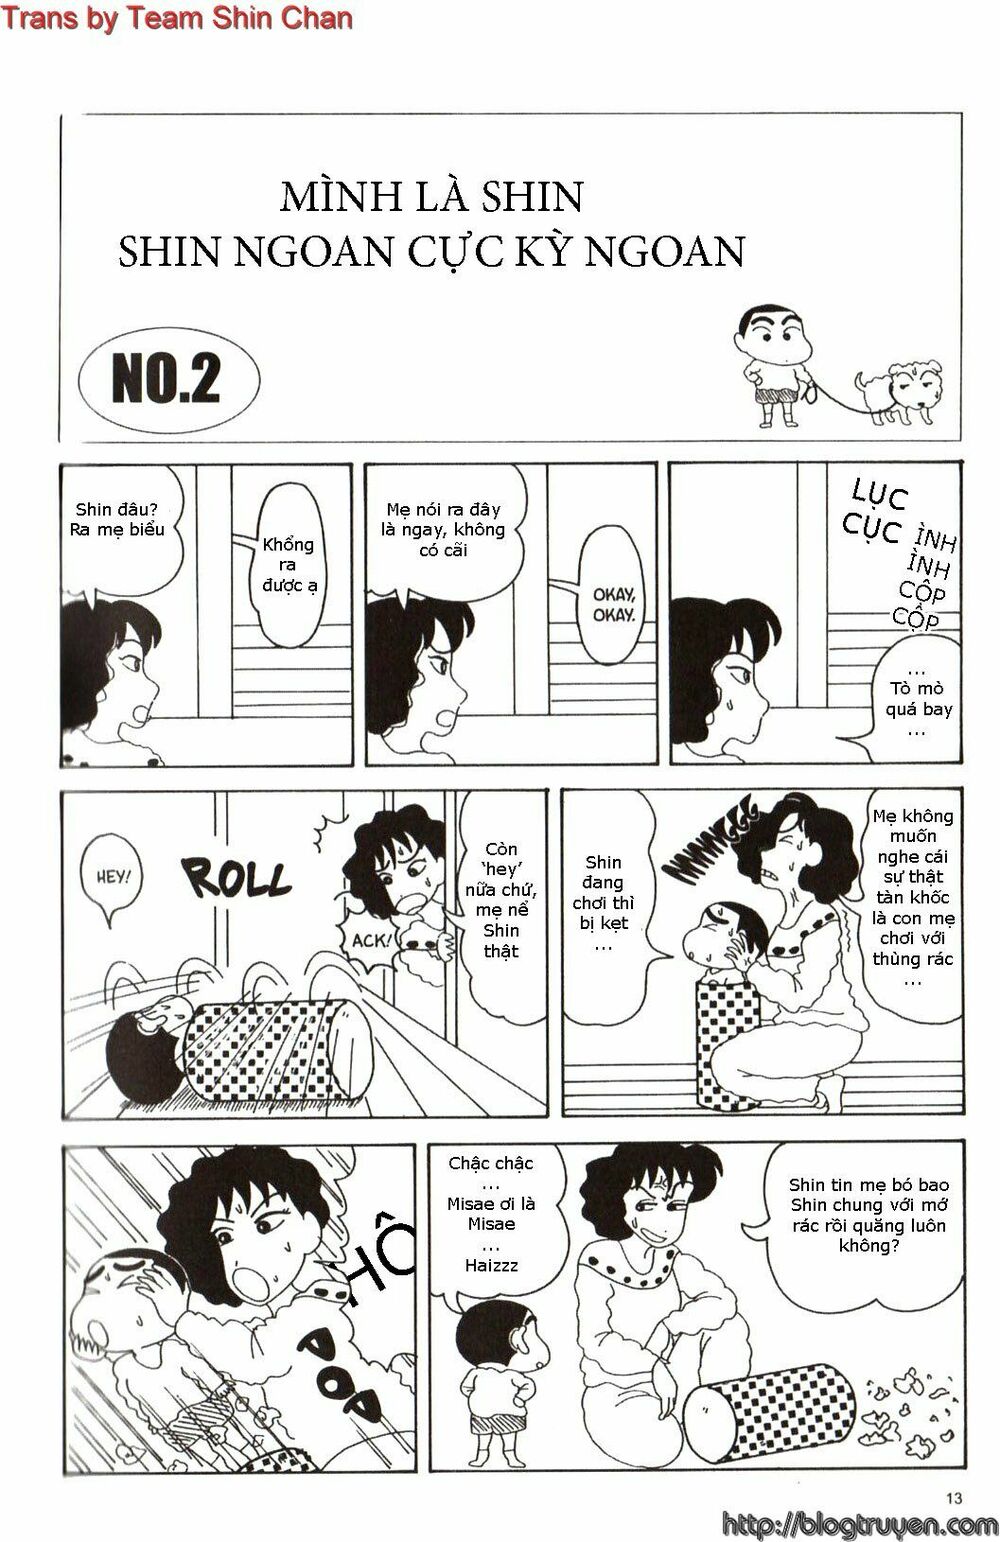 Trans by Team Shin Chan
MÌNH LÀ SHIN
SHIN NGOAN CỰC KỲ NGOAN
NO.2
Shin đâu?
Ra mẹ biểu
Khổng
ra
được ạ
Mẹ nói ra đây
là ngay, không
có cãi
OKAY,
OKAY.
LỤC
CỤC
ÌNH
ÌNH
CỘP
CỘP
...
Tò mò
quá bay
...
HEY!
ROLL
ACK!
Còn
‘hey’
nữa chứ,
mẹ nể
Shin
thật
Shin
đang
chơi thì
bị kẹt
...
Mẹ không
muốn
nghe cái
sự thật
tàn khốc
là con mẹ
chơi với
thùng rác
...
HÔ
POP
Chậc chậc
...
Misae ơi là
Misae
...
Haizzz
Shin tin mẹ bó bao
Shin chung với mớ
rác rồi quăng luôn
không?
13
http://blogtruyen.com